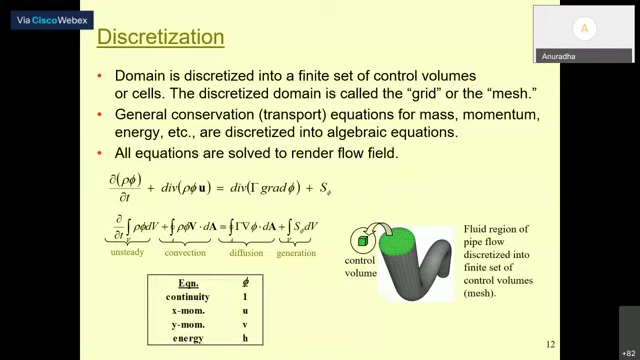 Via Cisco Webex
Discretization
• Domain is discretized into a finite set of control volumes
or cells. The discretized domain is called the “grid” or the “mesh.”
• General conservation (transport) equations for mass, momentum,
energy, etc., are discretized into algebraic equations.
• All equations are solved to render flow field.
∂(ρϕ)/∂t + div(ρϕ u) = div(Γ grad ϕ) + Sϕ
∂/∂t ∫V ρϕdV + ∮A ρϕV · dA = ∮A Γ∇ϕ · dA + ∫V SϕdV
unsteady convection diffusion generation
Eqn. ϕ
continuity 1
x-mom. u
y-mom. v
energy h
control
volume
Fluid region of
pipe flow
discretized into
finite set of
control volumes
(mesh).
12
A
Anuradha
+82